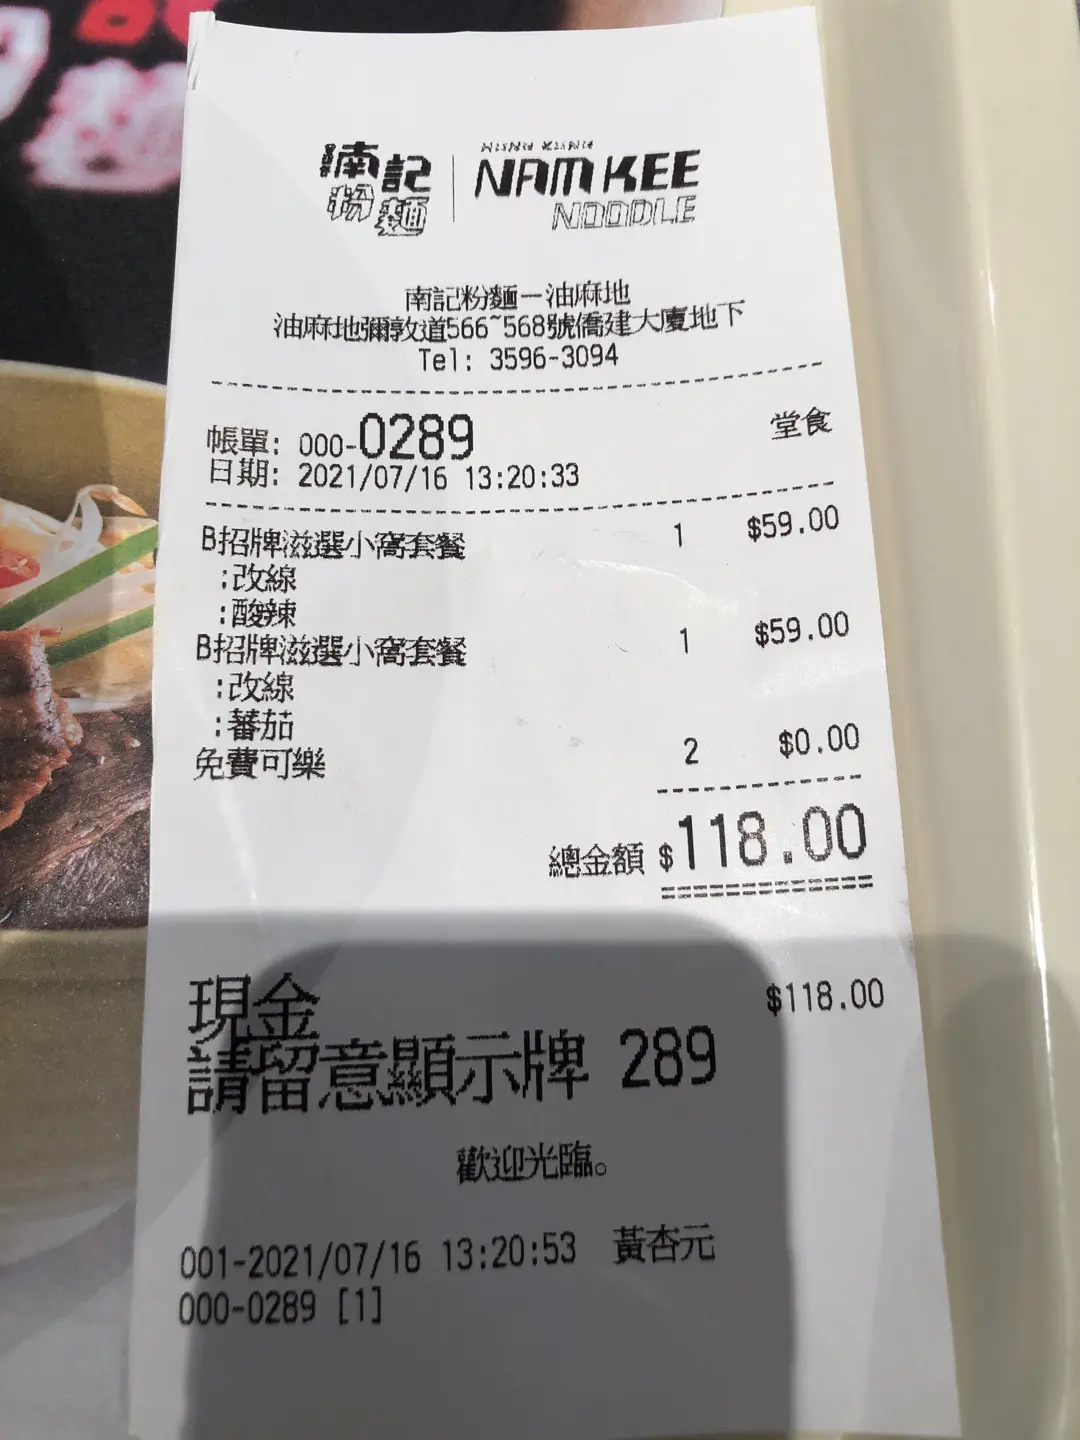 南記
粉麵
HONG KONG
NAM KEE
NOODLE
南記粉麵－油麻地
油麻地彌敦道566~568號僑建大廈地下
Tel: 3596-3094
帳單: 000-0289 堂食
日期: 2021/07/16 13:20:33
B招牌滋選小窩套餐 1 $59.00
:改線
:酸辣
B招牌滋選小窩套餐 1 $59.00
:改線
:蕃茄
免費可樂 2 $0.00
總金額 $118.00
現金 $118.00
請留意顯示牌 289
歡迎光臨。
001-2021/07/16 13:20:53 黃杏元
000-0289 [1]